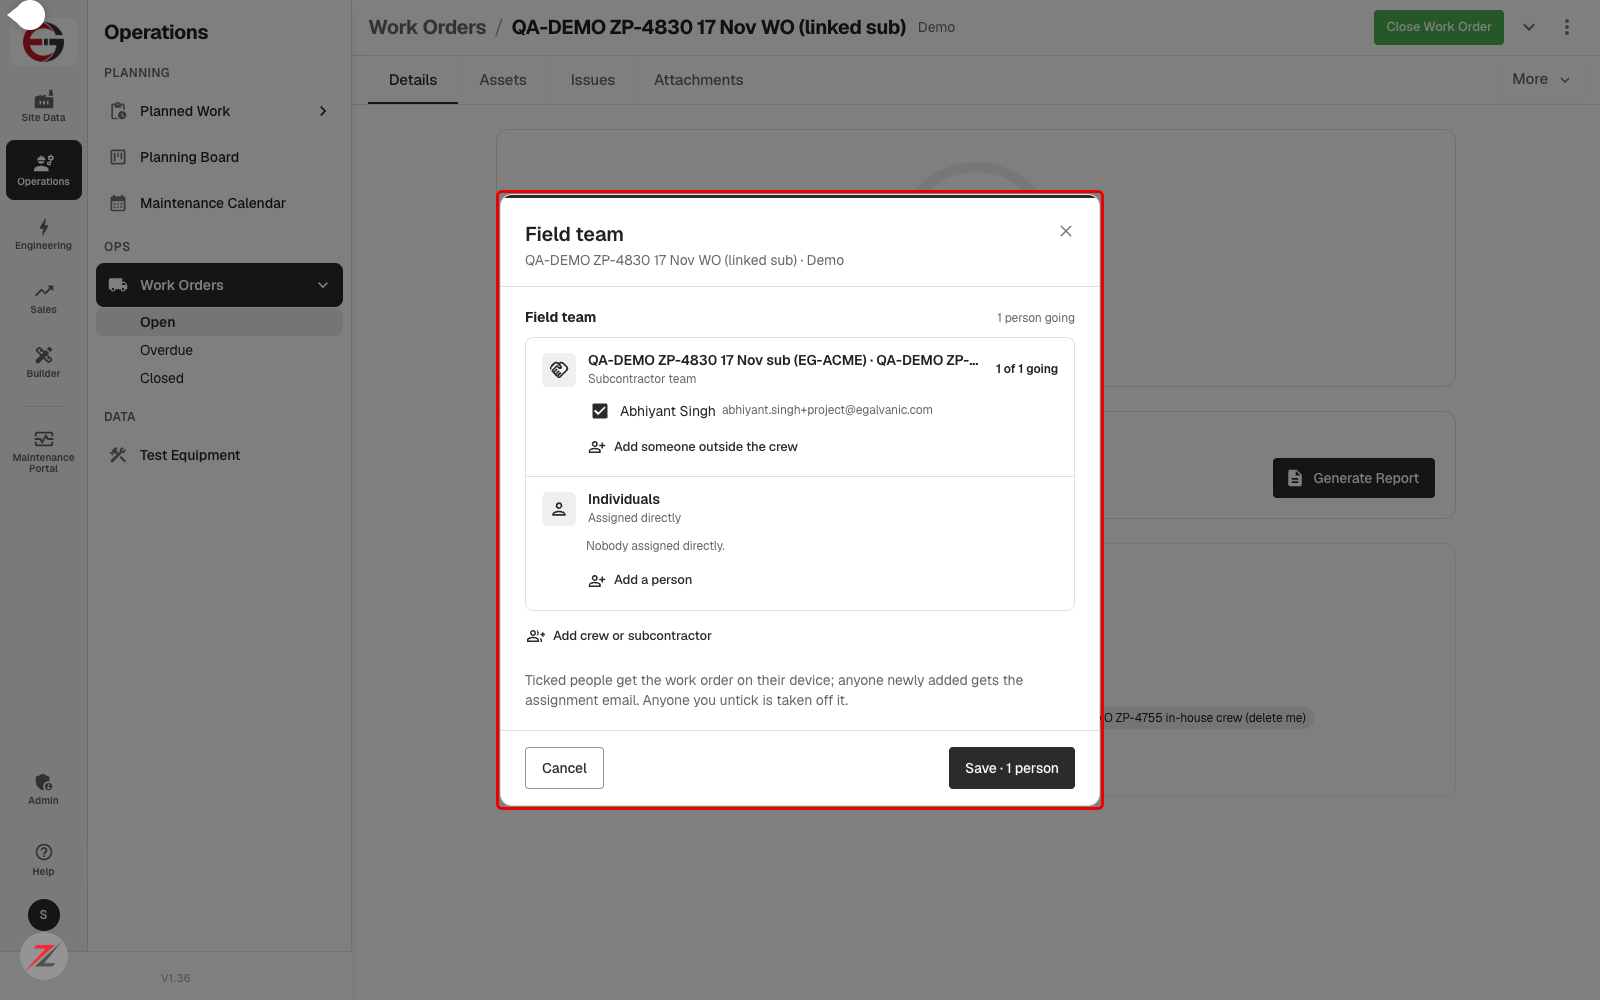 Operations
Work Orders / QA-DEMO ZP-4830 17 Nov WO (linked sub) Demo
Close Work Order
Details
Assets
Issues
Attachments
More
Site Data
Operations
Engineering
Sales
Builder
Maintenance
Portal
Admin
Help
S
PLANNING
Planned Work
Planning Board
Maintenance Calendar
OPS
Work Orders
Open
Overdue
Closed
DATA
Test Equipment
V1.36
Field team
QA-DEMO ZP-4830 17 Nov WO (linked sub) · Demo
Field team
1 person going
QA-DEMO ZP-4830 17 Nov sub (EG-ACME) · QA-DEMO ZP-...
1 of 1 going
Subcontractor team
Abhiyant Singh abhiyant.singh+project@egalvanic.com
Add someone outside the crew
Individuals
Assigned directly
Nobody assigned directly.
Add a person
Add crew or subcontractor
Ticked people get the work order on their device; anyone newly added gets the
assignment email. Anyone you untick is taken off it.
Cancel
Save · 1 person
Generate Report
O ZP-4755 in-house crew (delete me)